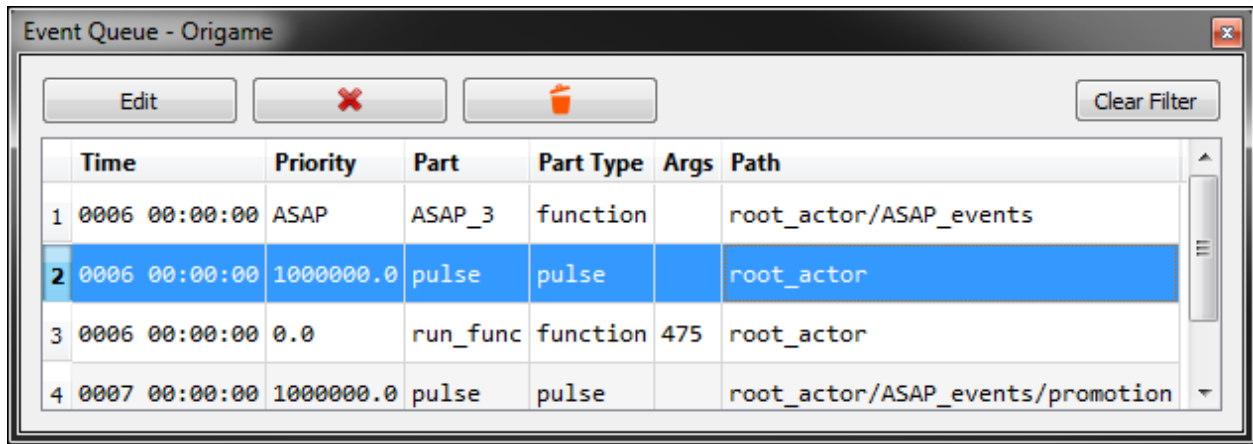 Event Queue - Origame
Edit Clear Filter
Time Priority Part Part Type Args Path
1 0006 00:00:00 ASAP ASAP_3 function root_actor/ASAP_events
2 0006 00:00:00 1000000.0 pulse pulse root_actor
3 0006 00:00:00 0.0 run_func function 475 root_actor
4 0007 00:00:00 1000000.0 pulse pulse root_actor/ASAP_events/promotion